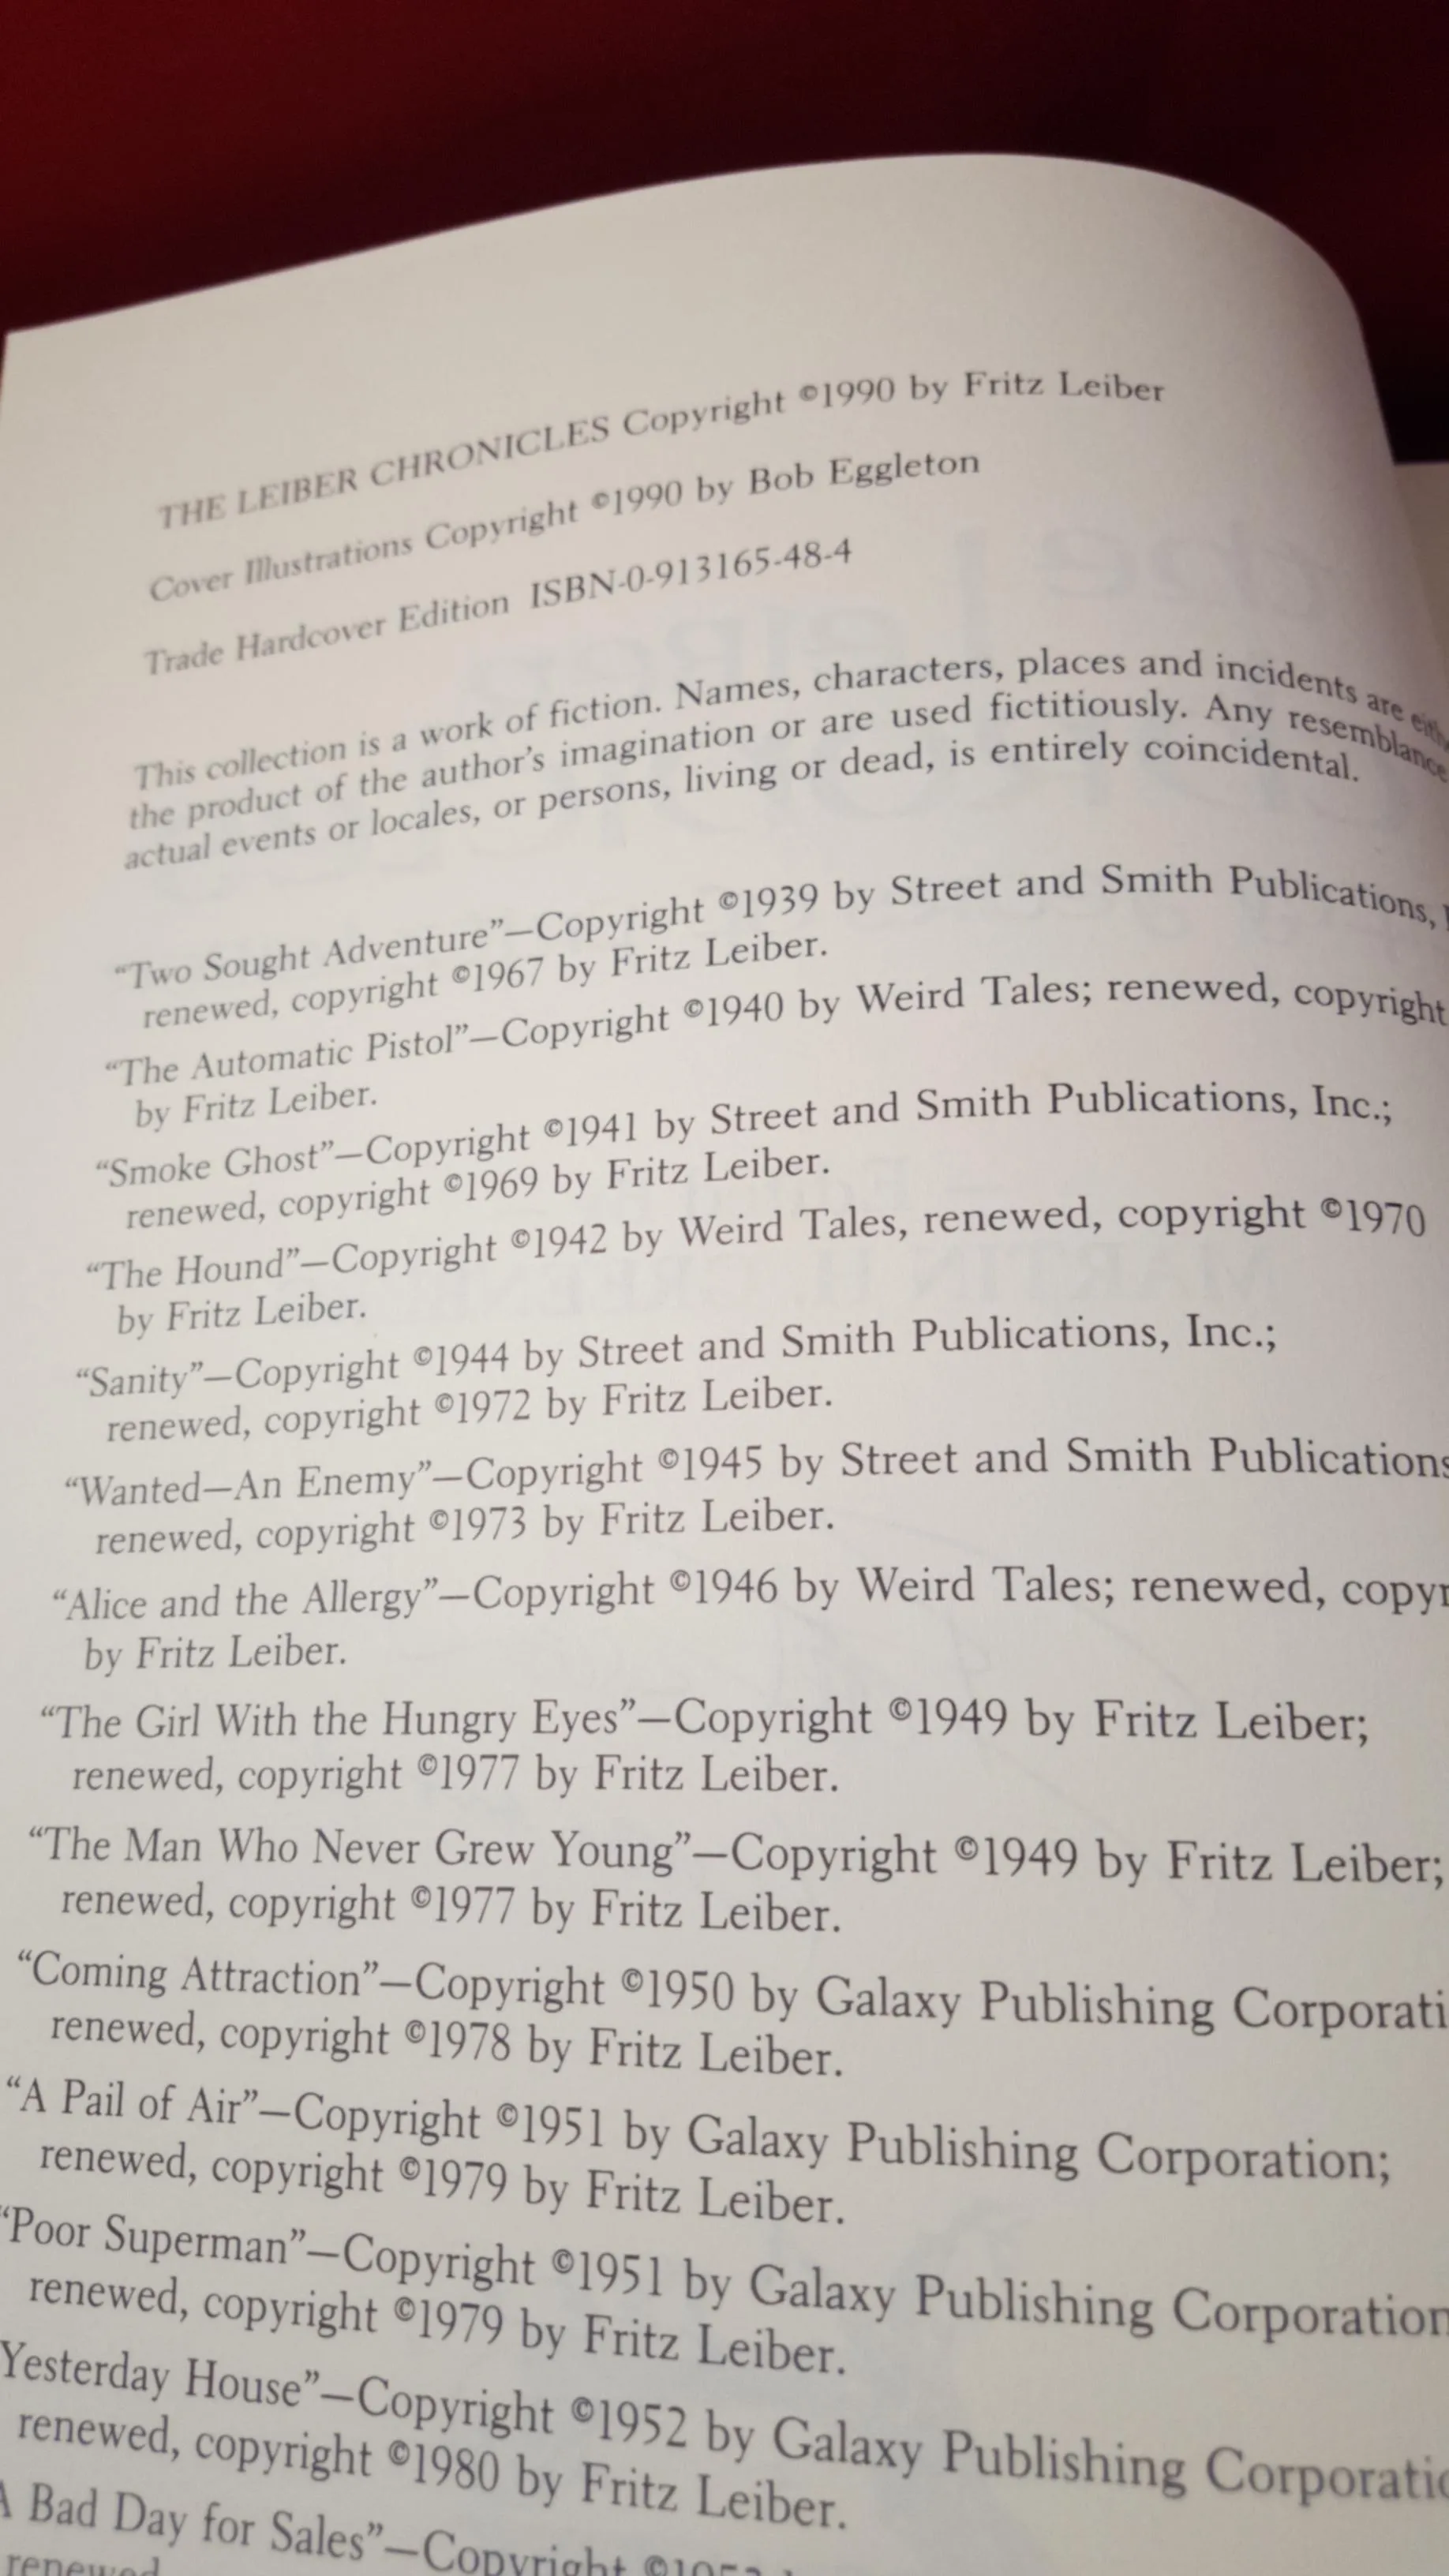 THE LEIBER CHRONICLES Copyright ©1990 by Fritz Leiber
Cover Illustrations Copyright ©1990 by Bob Eggleton
Trade Hardcover Edition ISBN-0-913165-48-4
This collection is a work of fiction. Names, characters, places and incidents are
the product of the author's imagination or are used fictitiously. Any resemblance
actual events or locales, or persons, living or dead, is entirely coincidental.
“Two Sought Adventure”—Copyright ©1939 by Street and Smith Publications,
renewed, copyright ©1967 by Fritz Leiber.
“The Automatic Pistol”—Copyright ©1940 by Weird Tales; renewed, copyright
by Fritz Leiber.
“Smoke Ghost”—Copyright ©1941 by Street and Smith Publications, Inc.;
renewed, copyright ©1969 by Fritz Leiber.
“The Hound”—Copyright ©1942 by Weird Tales, renewed, copyright ©1970
by Fritz Leiber.
“Sanity”—Copyright ©1944 by Street and Smith Publications, Inc.;
renewed, copyright ©1972 by Fritz Leiber.
“Wanted—An Enemy”—Copyright ©1945 by Street and Smith Publications
renewed, copyright ©1973 by Fritz Leiber.
“Alice and the Allergy”—Copyright ©1946 by Weird Tales; renewed, copyr
by Fritz Leiber.
“The Girl With the Hungry Eyes”—Copyright ©1949 by Fritz Leiber;
renewed, copyright ©1977 by Fritz Leiber.
“The Man Who Never Grew Young”—Copyright ©1949 by Fritz Leiber;
renewed, copyright ©1977 by Fritz Leiber.
“Coming Attraction”—Copyright ©1950 by Galaxy Publishing Corporati
renewed, copyright ©1978 by Fritz Leiber.
“A Pail of Air”—Copyright ©1951 by Galaxy Publishing Corporation;
renewed, copyright ©1979 by Fritz Leiber.
“Poor Superman”—Copyright ©1951 by Galaxy Publishing Corporation
renewed, copyright ©1979 by Fritz Leiber.
Yesterday House”—Copyright ©1952 by Galaxy Publishing Corporatio
renewed, copyright ©1980 by Fritz Leiber.
A Bad Day for Sales”—Copyright
renewed